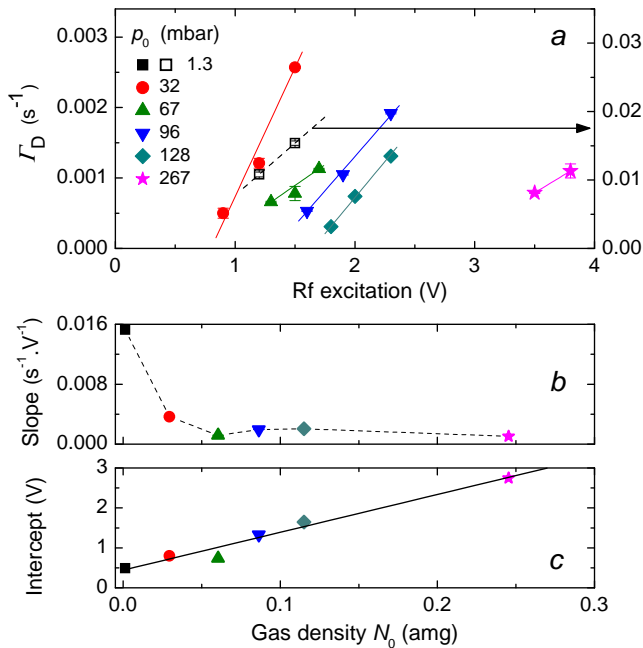 a
p₀ (mbar)
1.3
32
67
96
128
267
Γ_D (s⁻¹)
0.003
0.002
0.001
0.000
0.03
0.02
0.01
0.00
0 1 2 3 4
Rf excitation (V)
b
Slope (s⁻¹.V⁻¹)
0.016
0.008
0.000
c
Intercept (V)
3
2
1
0
0.0 0.1 0.2 0.3
Gas density N₀ (amg)